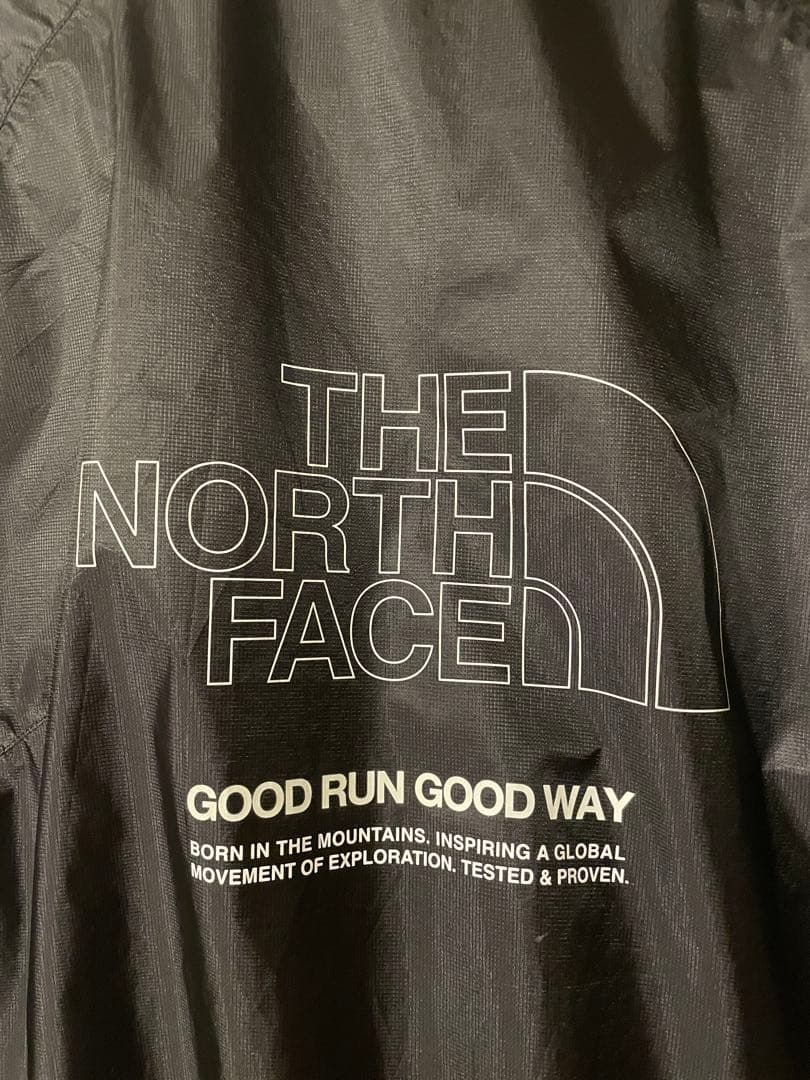 THE
NORTH
FACE
GOOD RUN GOOD WAY
BORN IN THE MOUNTAINS. INSPIRING A GLOBAL
MOVEMENT OF EXPLORATION. TESTED & PROVEN.